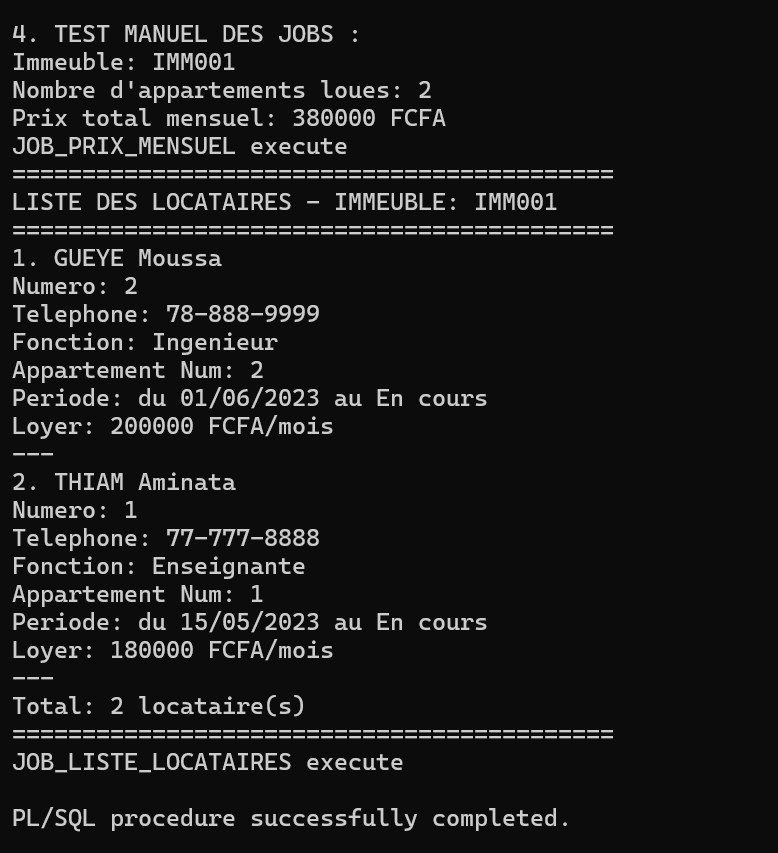 4. TEST MANUEL DES JOBS :
Immeuble: IMM001
Nombre d'appartements loues: 2
Prix total mensuel: 380000 FCFA
JOB_PRIX_MENSUEL execute
===========================================
LISTE DES LOCATAIRES - IMMEUBLE: IMM001
===========================================
1. GUEYE Moussa
Numero: 2
Telephone: 78-888-9999
Fonction: Ingenieur
Appartement Num: 2
Periode: du 01/06/2023 au En cours
Loyer: 200000 FCFA/mois
---
2. THIAM Aminata
Numero: 1
Telephone: 77-777-8888
Fonction: Enseignante
Appartement Num: 1
Periode: du 15/05/2023 au En cours
Loyer: 180000 FCFA/mois
---
Total: 2 locataire(s)
===========================================
JOB_LISTE_LOCATAIRES execute
PL/SQL procedure successfully completed.